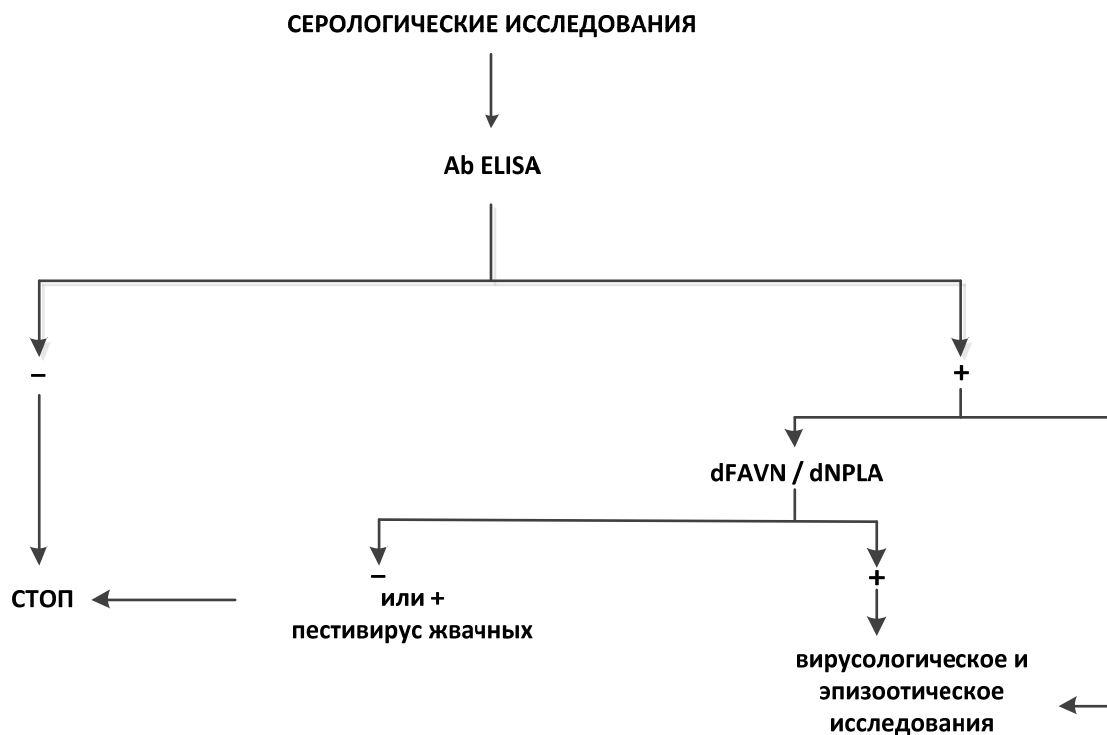 СЕРОЛОГИЧЕСКИЕ ИССЛЕДОВАНИЯ
Ab ELISA
–
+
dFAVN / dNPLA
–
или +
пестивирус жвачных
+
СТОП
вирусологическое и
эпизоотическое
исследования